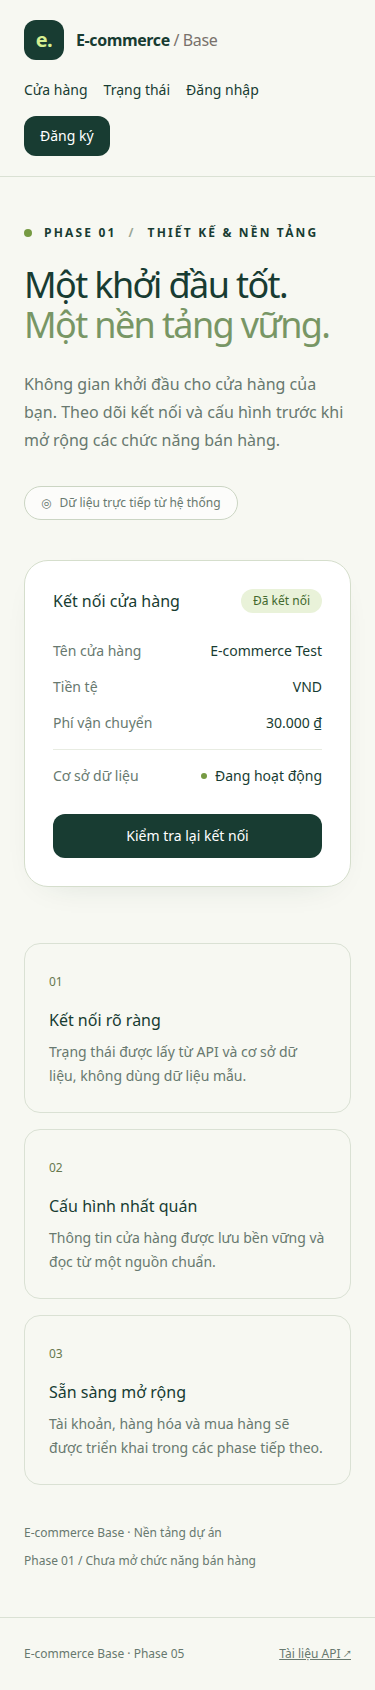 e. E-commerce / Base
Cửa hàng Trạng thái Đăng nhập
Đăng ký
PHASE 01 / THIẾT KẾ & NỀN TẢNG
Một khởi đầu tốt.
Một nền tảng vững.
Không gian khởi đầu cho cửa hàng của
bạn. Theo dõi kết nối và cấu hình trước khi
mở rộng các chức năng bán hàng.
◎ Dữ liệu trực tiếp từ hệ thống
Kết nối cửa hàng Đã kết nối
Tên cửa hàng E-commerce Test
Tiền tệ VND
Phí vận chuyển 30.000 ₫
Cơ sở dữ liệu Đang hoạt động
Kiểm tra lại kết nối
01
Kết nối rõ ràng
Trạng thái được lấy từ API và cơ sở dữ
liệu, không dùng dữ liệu mẫu.
02
Cấu hình nhất quán
Thông tin cửa hàng được lưu bền vững và
đọc từ một nguồn chuẩn.
03
Sẵn sàng mở rộng
Tài khoản, hàng hóa và mua hàng sẽ
được triển khai trong các phase tiếp theo.
E-commerce Base · Nền tảng dự án
Phase 01 / Chưa mở chức năng bán hàng
E-commerce Base · Phase 05 Tài liệu API ↗